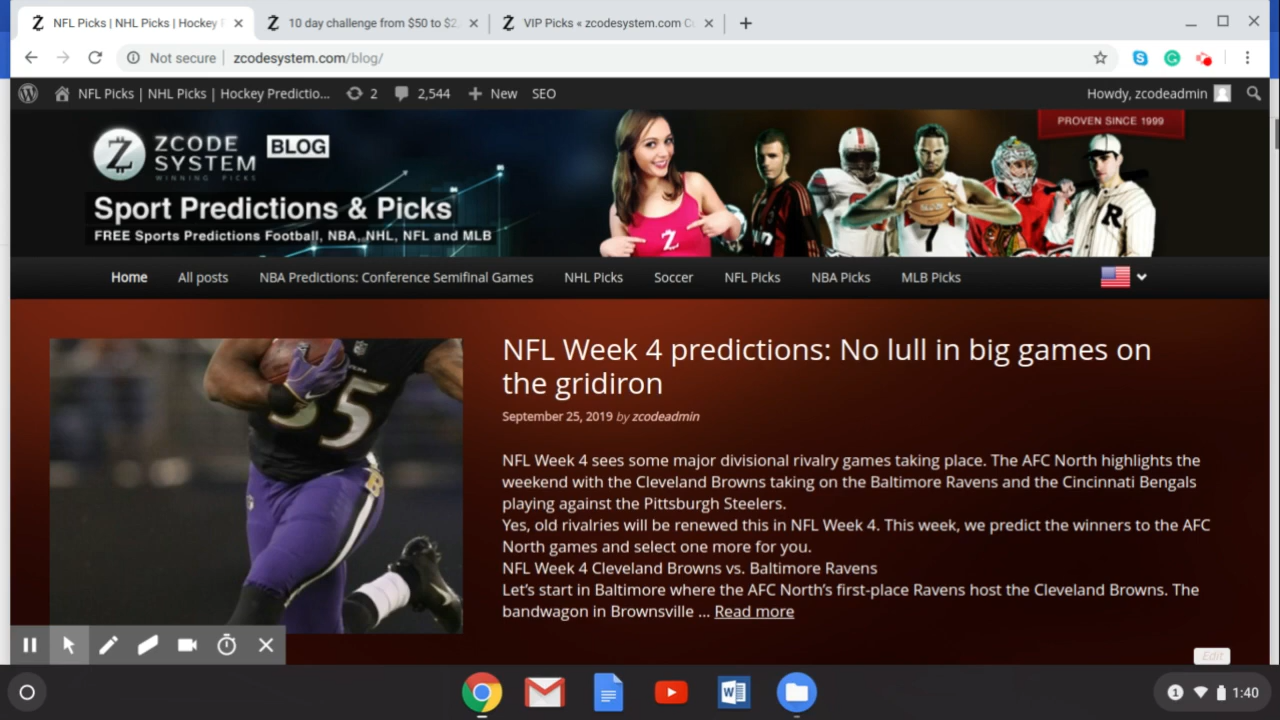 NFL Picks | NHL Picks | Hockey
10 day challenge from $50 to $2
VIP Picks « zcodesystem.com
Not secure
zcodesystem.com/blog/
NFL Picks | NHL Picks | Hockey Predictio...
2
2,544
New
SEO
Howdy, zcodeadmin
PROVEN SINCE 1999
ZCODE
SYSTEM
WINNING PICKS
BLOG
Sport Predictions & Picks
FREE Sports Predictions Football, NBA, NHL, NFL and MLB
Z
R
7
Home
All posts
NBA Predictions: Conference Semifinal Games
NHL Picks
Soccer
NFL Picks
NBA Picks
MLB Picks
NFL Week 4 predictions: No lull in big games on
the gridiron
September 25, 2019 by zcodeadmin
55
NFL Week 4 sees some major divisional rivalry games taking place. The AFC North highlights the
weekend with the Cleveland Browns taking on the Baltimore Ravens and the Cincinnati Bengals
playing against the Pittsburgh Steelers.
Yes, old rivalries will be renewed this in NFL Week 4. This week, we predict the winners to the AFC
North games and select one more for you.
NFL Week 4 Cleveland Browns vs. Baltimore Ravens
Let's start in Baltimore where the AFC North's first-place Ravens host the Cleveland Browns. The
bandwagon in Brownsville ... Read more
Edit
1
1:40